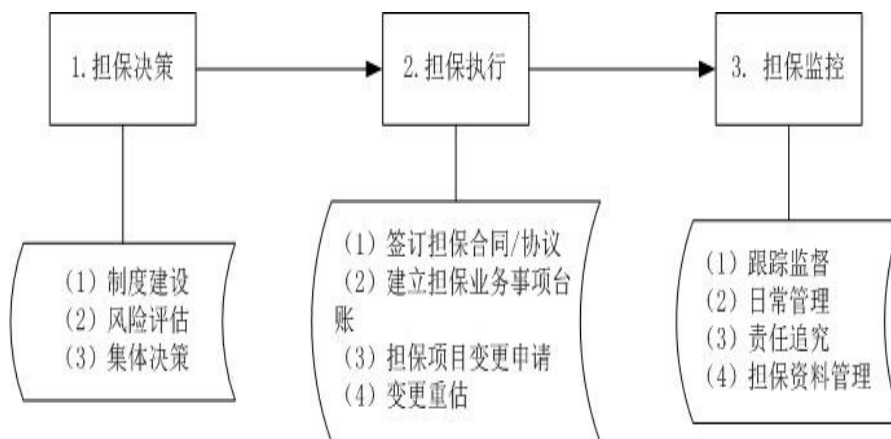 1.担保决策
2.担保执行
3. 担保监控
(1) 制度建设
(2) 风险评估
(3) 集体决策
(1) 签订担保合同/协议
(2) 建立担保业务事项台
账
(3) 担保项目变更申请
(4) 变更重估
(1) 跟踪监督
(2) 日常管理
(3) 责任追究
(4) 担保资料管理